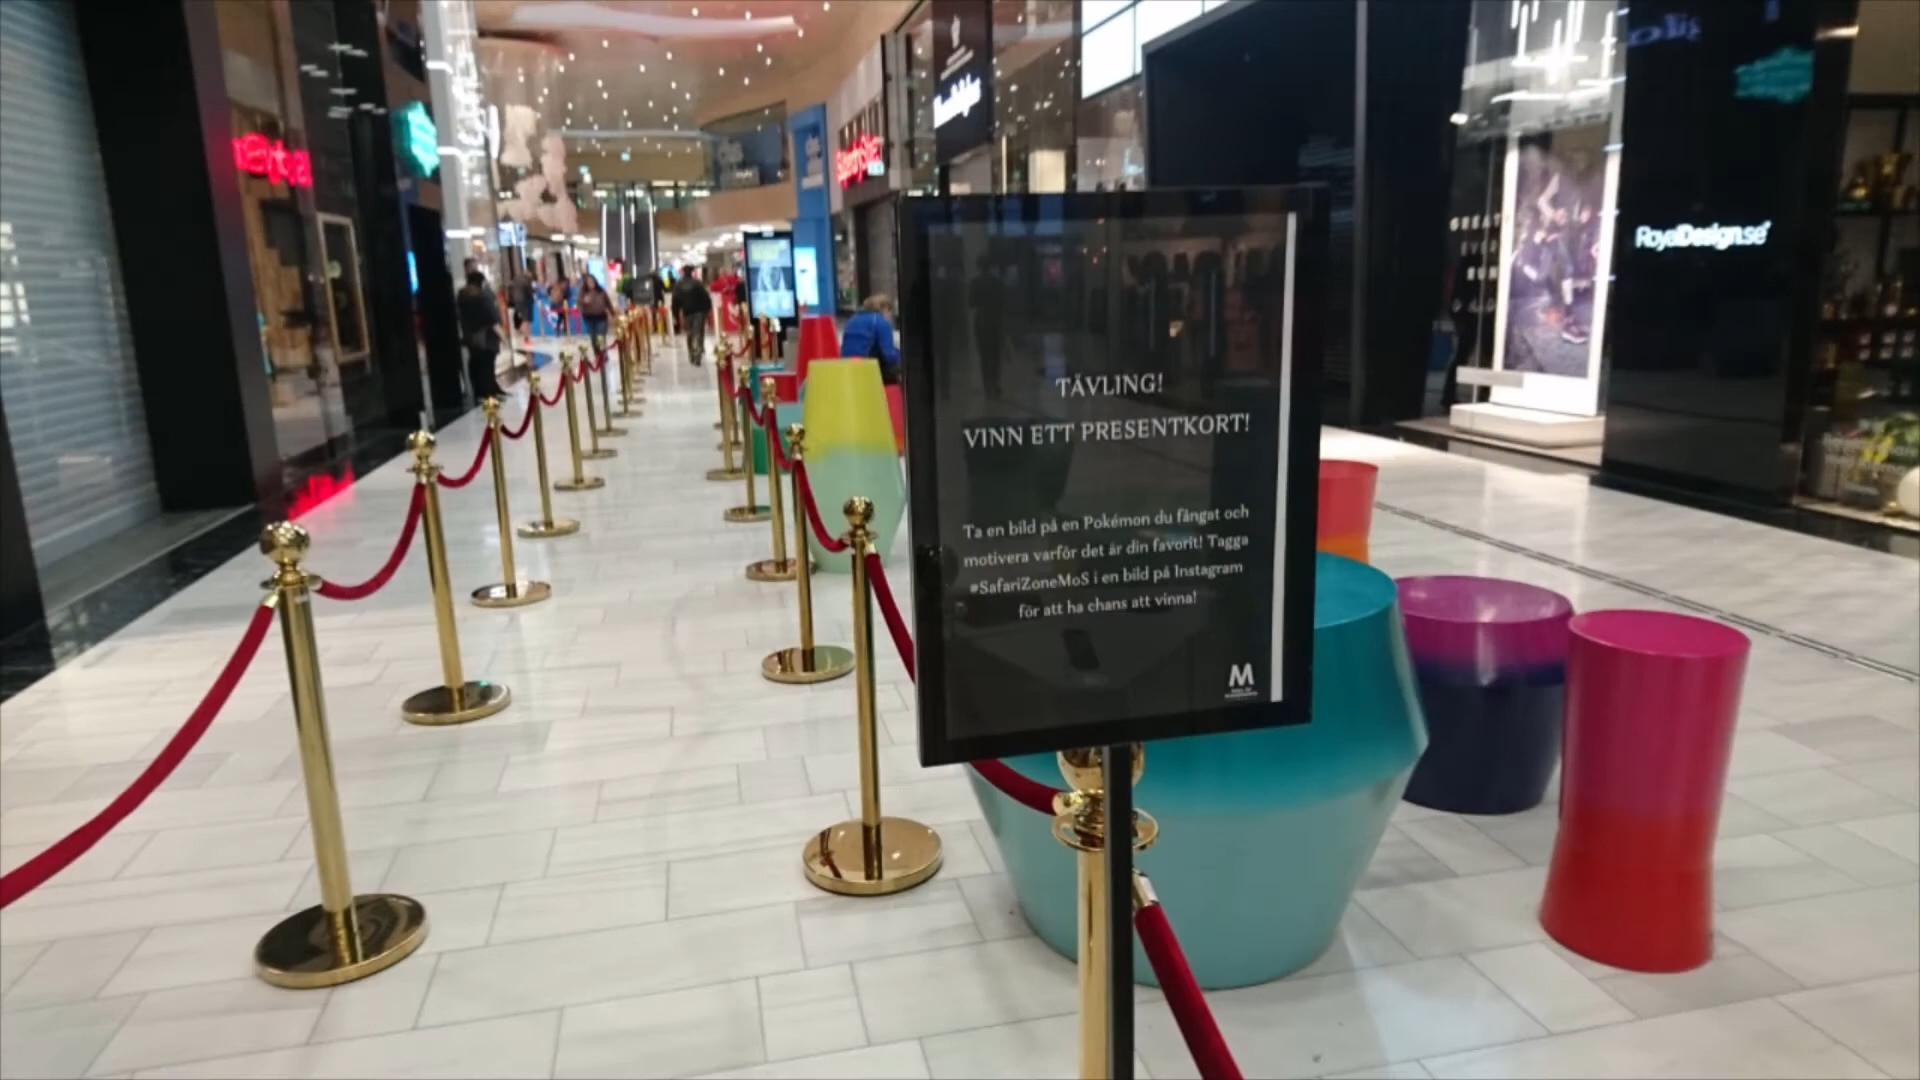 TÄVLING!
VINN ETT PRESENTKORT!
Ta en bild på en Pokémon du fångat och
motivera varför det är din favorit! Tagga
#SafariZoneMoS i en bild på Instagram
för att ha chans att vinna!
M
RoyalDesign.se